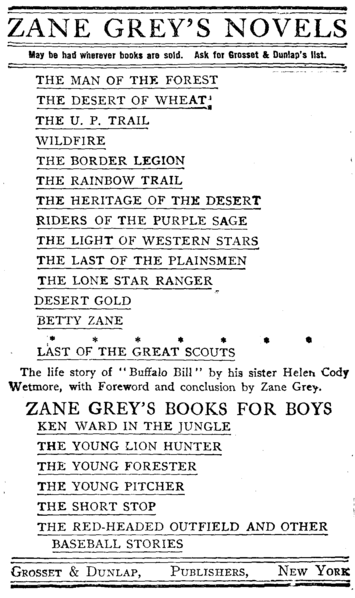 ZANE GREY'S NOVELS
May be had wherever books are sold. Ask for Grosset & Dunlap's list.
THE MAN OF THE FOREST
THE DESERT OF WHEAT
THE U. P. TRAIL
WILDFIRE
THE BORDER LEGION
THE RAINBOW TRAIL
THE HERITAGE OF THE DESERT
RIDERS OF THE PURPLE SAGE
THE LIGHT OF WESTERN STARS
THE LAST OF THE PLAINSMEN
THE LONE STAR RANGER
DESERT GOLD
BETTY ZANE
* * * * * * *
LAST OF THE GREAT SCOUTS
The life story of "Buffalo Bill" by his sister Helen Cody
Wetmore, with Foreword and conclusion by Zane Grey.
ZANE GREY'S BOOKS FOR BOYS
KEN WARD IN THE JUNGLE
THE YOUNG LION HUNTER
THE YOUNG FORESTER
THE YOUNG PITCHER
THE SHORT STOP
THE RED-HEADED OUTFIELD AND OTHER
BASEBALL STORIES
GROSSET & DUNLAP, PUBLISHERS, NEW YORK